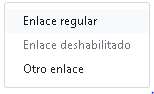 Enlace regular
Enlace deshabilitado
Otro enlace